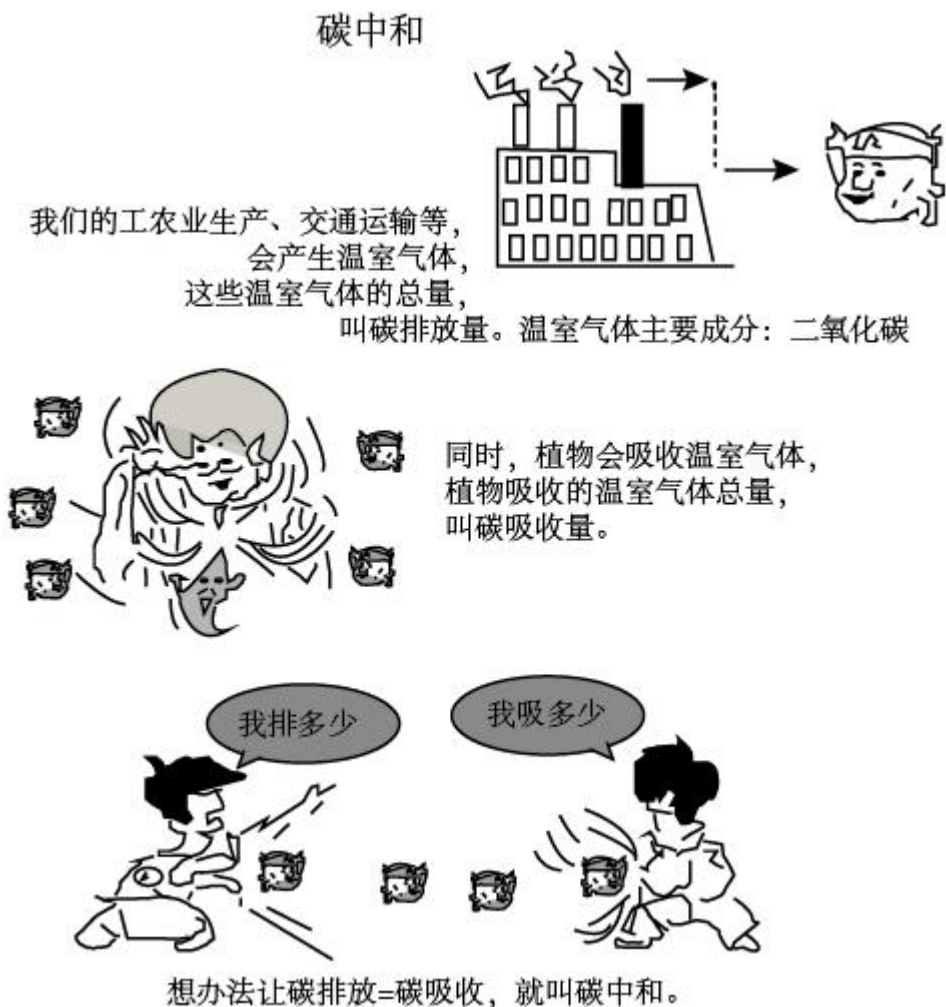 碳中和
我们的工农业生产、交通运输等，
会产生温室气体，
这些温室气体的总量，
叫碳排放量。温室气体主要成分：二氧化碳
同时，植物会吸收温室气体，
植物吸收的温室气体总量，
叫碳吸收量。
我排多少
我吸多少
想办法让碳排放=碳吸收，就叫碳中和。